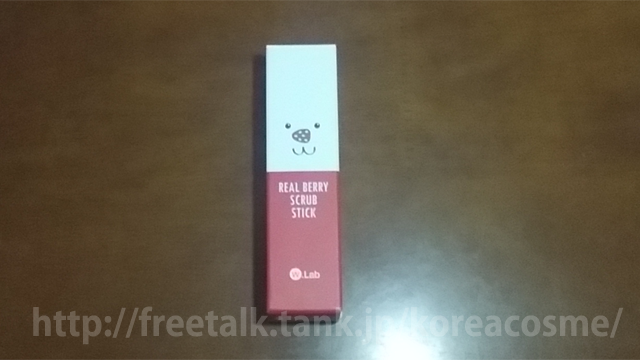 REAL BERRY
SCRUB
STICK
W.Lab
http://freetalk.tank.jp/koreacosme/